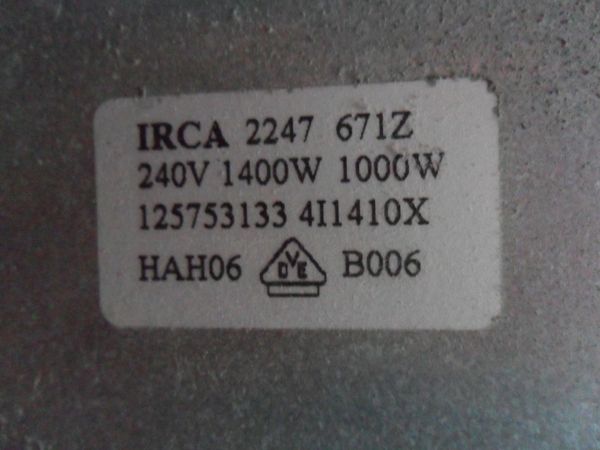 IRCA 2247 671Z
240V 1400W 1000W
125753133 4I1410X
HAH06 DVE B006